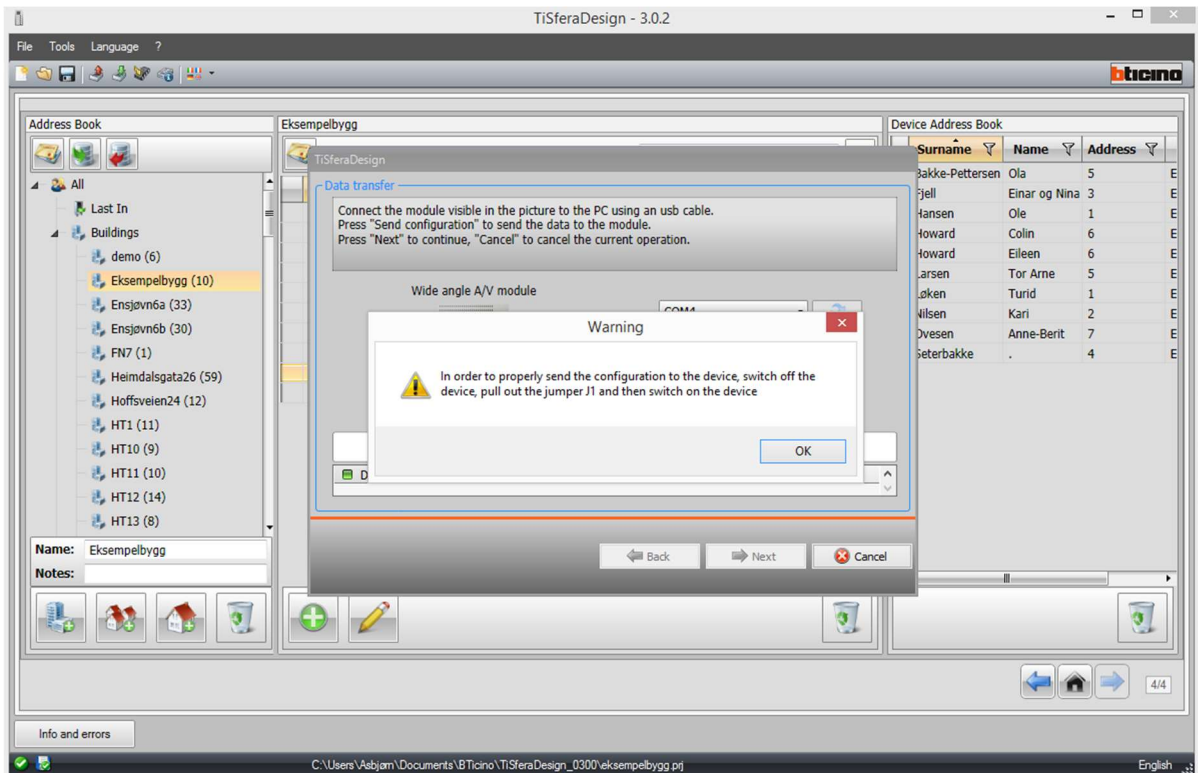 TiSferaDesign - 3.0.2
File Tools Language ?
bticino
Address Book
All
Last In
Buildings
demo (6)
Eksempelbygg (10)
Ensjøvn6a (33)
Ensjøvn6b (30)
FN7 (1)
Heimdalsgata26 (59)
Hoffsveien24 (12)
HT1 (11)
HT10 (9)
HT11 (10)
HT12 (14)
HT13 (8)
Name: Eksempelbygg
Notes:
Eksempelbygg
TiSferaDesign
Data transfer
Connect the module visible in the picture to the PC using an usb cable.
Press "Send configuration" to send the data to the module.
Press "Next" to continue, "Cancel" to cancel the current operation.
Wide angle A/V module
COM4
Warning
In order to properly send the configuration to the device, switch off the
device, pull out the jumper J1 and then switch on the device
OK
D
Back Next Cancel
Device Address Book
Surname Name Address
Bakke-Pettersen Ola 5 E
Fjell Einar og Nina 3 E
Hansen Ole 1 E
Howard Colin 6 E
Howard Eileen 6 E
Larsen Tor Arne 5 E
Løken Turid 1 E
Nilsen Kari 2 E
Ovesen Anne-Berit 7 E
Seterbakke . 4 E
4/4
Info and errors
C:\Users\Asbjørn\Documents\BTicino\TiSferaDesign_0300\eksempelbygg.prj
English